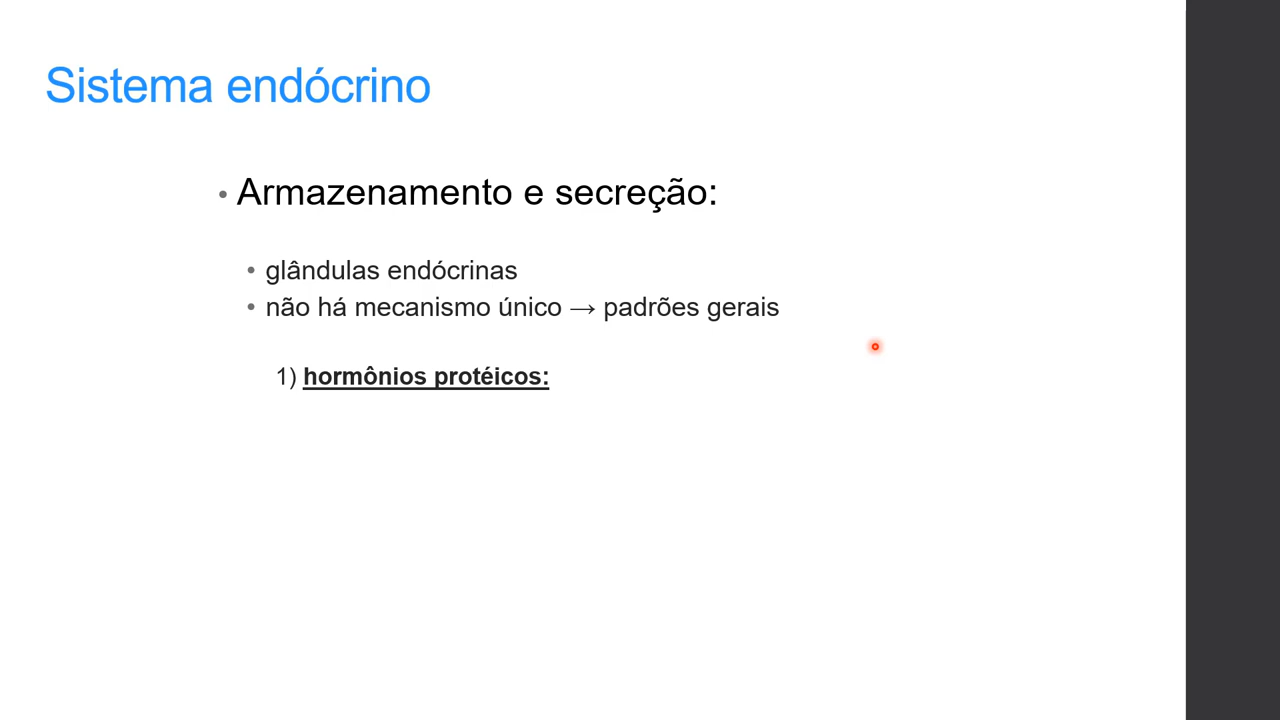 Sistema endócrino
• Armazenamento e secreção:
• glândulas endócrinas
• não há mecanismo único → padrões gerais
1) hormônios protéicos: